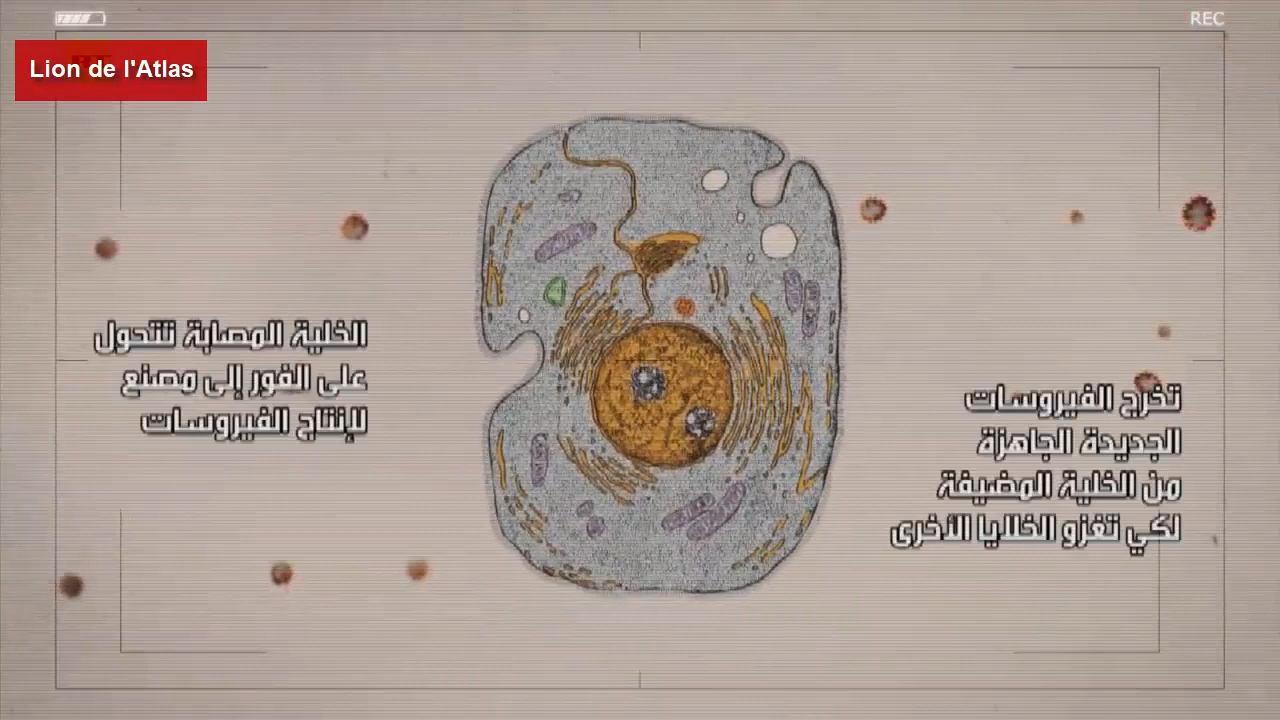 REC
Lion de l'Atlas
الخلية المصابة تتحول
على الفور إلى مصنع
لإنتاج الفيروسات
تخرج الفيروسات
الجديدة الجاهزة
من الخلية المضيفة
لكي تغزو الخلايا الأخرى